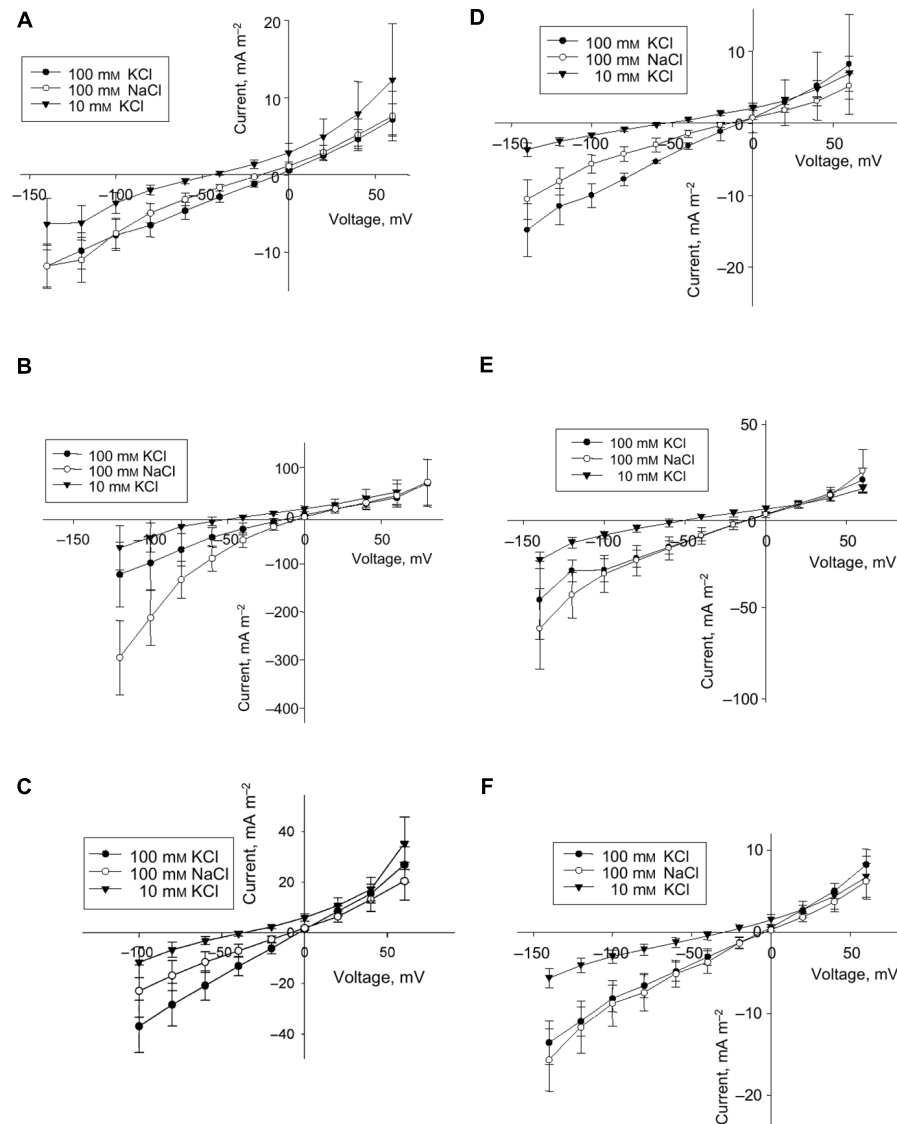 A
Current, mA m–2
20
10
–10
100 mM KCl
100 mM NaCl
10 mM KCl
–150
–100
–50
0
50
Voltage, mV
D
Current, mA m–2
10
0
–10
–20
100 mM KCl
100 mM NaCl
10 mM KCl
–150
–100
–50
0
50
Voltage, mV
B
Current, mA m–2
100
–100
–200
–300
–400
100 mM KCl
100 mM NaCl
10 mM KCl
–150
–100
–50
0
50
Voltage, mV
E
Current, mA m–2
50
–50
–100
100 mM KCl
100 mM NaCl
10 mM KCl
–150
–100
–50
0
50
Voltage, mV
C
Current, mA m–2
40
20
–20
–40
100 mM KCl
100 mM NaCl
10 mM KCl
–100
–50
0
50
Voltage, mV
F
Current, mA m–2
10
–10
–20
100 mM KCl
100 mM NaCl
10 mM KCl
–150
–100
–50
0
50
Voltage, mV